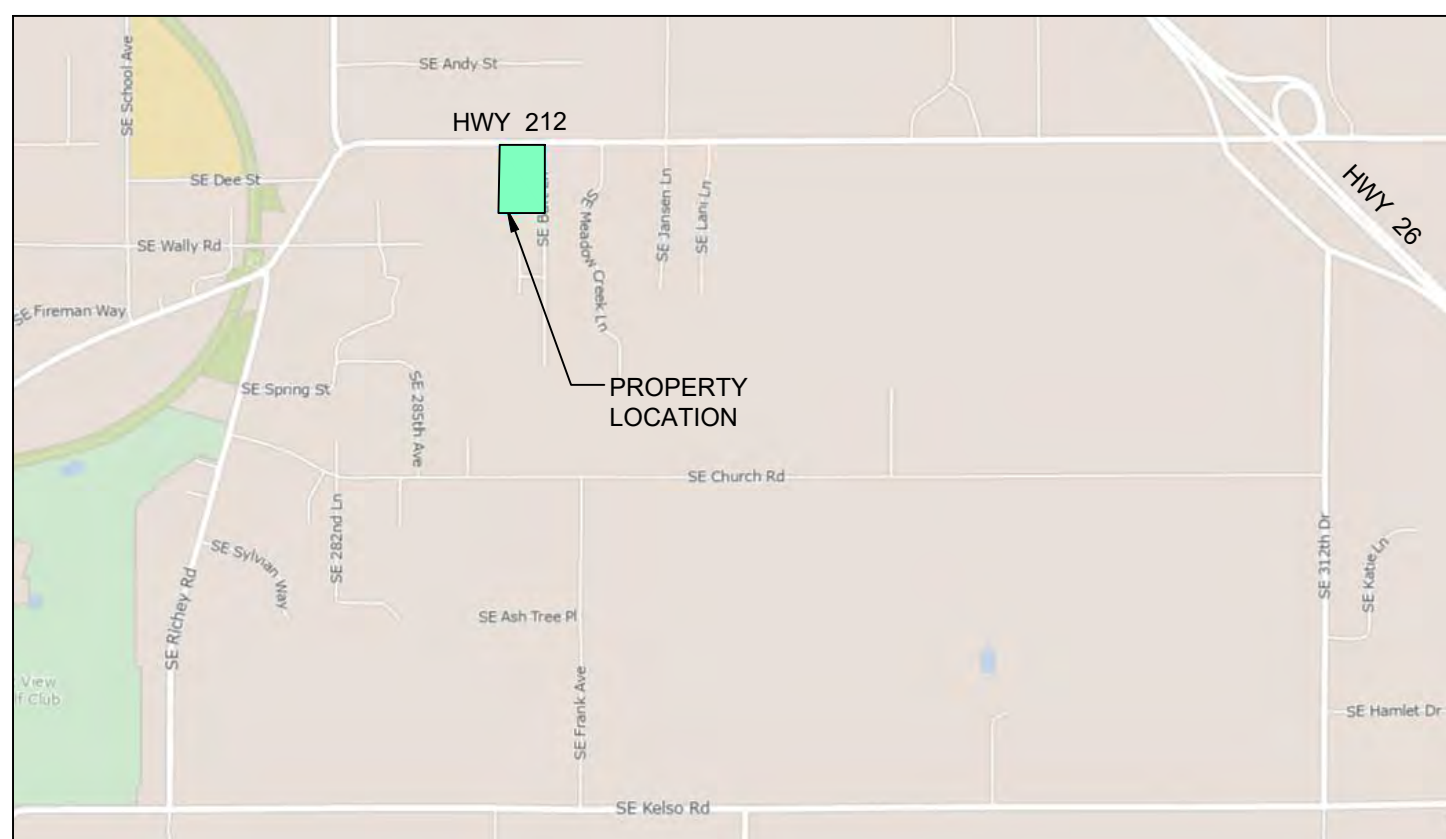 SE School Ave
SE Andy St
HWY 212
SE Dee St
SE Wally Rd
SE Meadow Creek Ln
SE Jansen Ln
SE Lani Ln
HWY 26
SE Fireman Way
PROPERTY
LOCATION
SE Spring St
SE 285th Ave
SE Church Rd
SE 282nd Ln
SE Sylvian Way
SE Richey Rd
SE Ash Tree Pl
SE Frank Ave
SE 312th Dr
SE Katie Ln
View
lf Club
SE Hamlet Dr
SE Kelso Rd